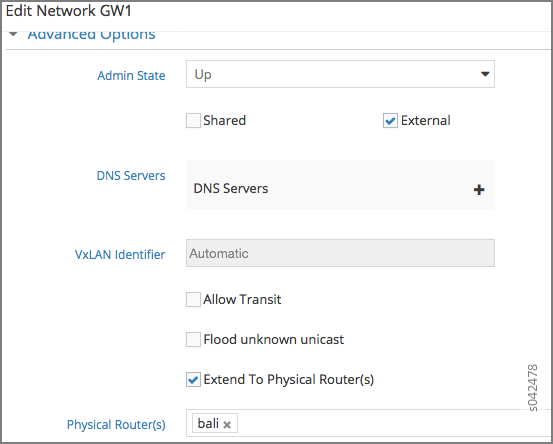 Edit Network GW1
Advanced Options
Admin State Up
Shared External
DNS Servers DNS Servers
VxLAN Identifier Automatic
Allow Transit
Flood unknown unicast
Extend To Physical Router(s)
Physical Router(s) bali
s042478